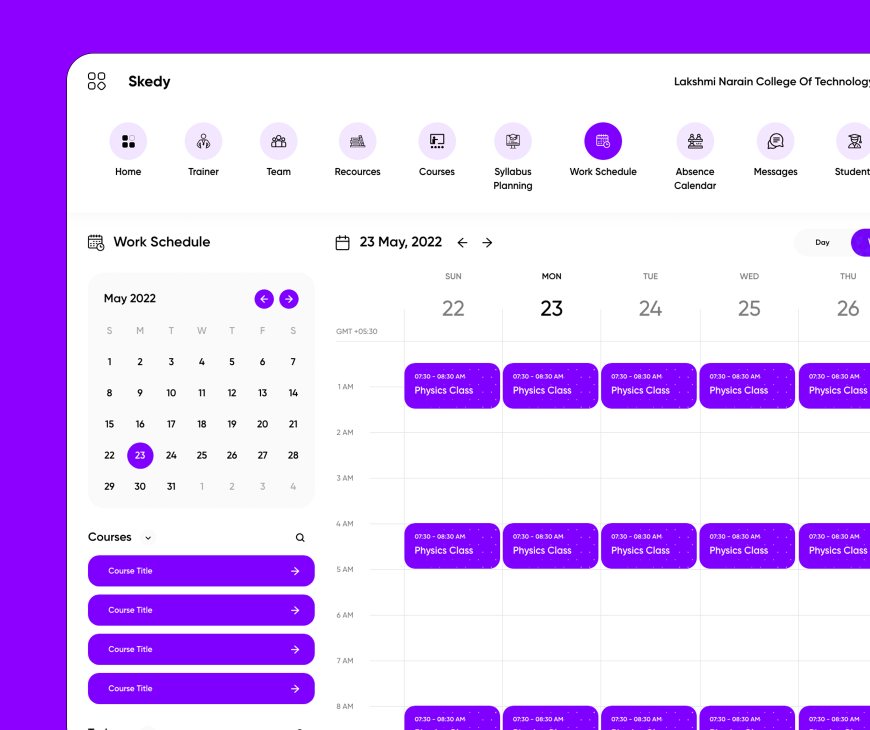 Skedy
Lakshmi Narain College Of Technology
Home
Trainer
Team
Recources
Courses
Syllabus
Planning
Work Schedule
Absence
Calendar
Messages
Student
Work Schedule
23 May, 2022
Day
May 2022
S M T W T F S
1 2 3 4 5 6 7
8 9 10 11 12 13 14
15 16 17 18 19 20 21
22 23 24 25 26 27 28
29 30 31 1 2 3 4
Courses
Course Title
Course Title
Course Title
Course Title
SUN MON TUE WED THU
22 23 24 25 26
GMT +05:30
07:30 - 08:30 AM 07:30 - 08:30 AM 07:30 - 08:30 AM 07:30 - 08:30 AM 07:30 - 08:30 AM
1 AM Physics Class Physics Class Physics Class Physics Class Physics Class
2 AM
3 AM
4 AM
07:30 - 08:30 AM 07:30 - 08:30 AM 07:30 - 08:30 AM 07:30 - 08:30 AM 07:30 - 08:30 AM
Physics Class Physics Class Physics Class Physics Class Physics Class
5 AM
6 AM
7 AM
8 AM
07:30 - 08:30 AM 07:30 - 08:30 AM 07:30 - 08:30 AM 07:30 - 08:30 AM 07:30 - 08:30 AM